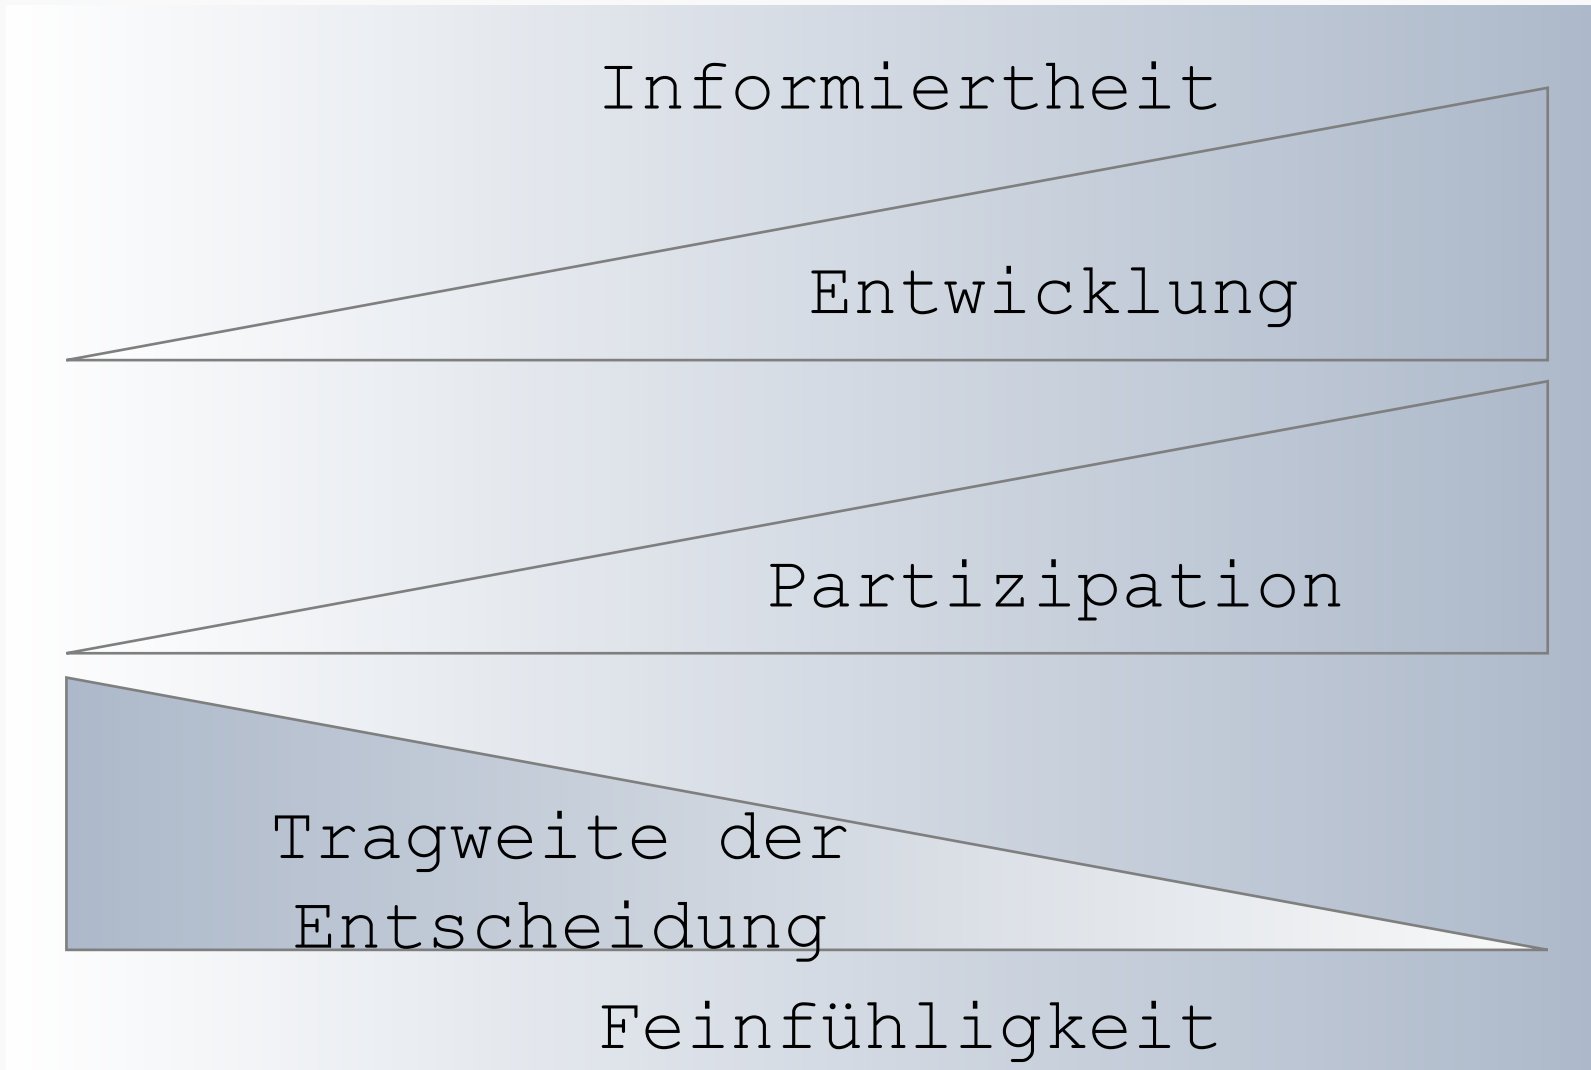 Informiertheit
Entwicklung
Partizipation
Tragweite der
Entscheidung
Feinfühligkeit